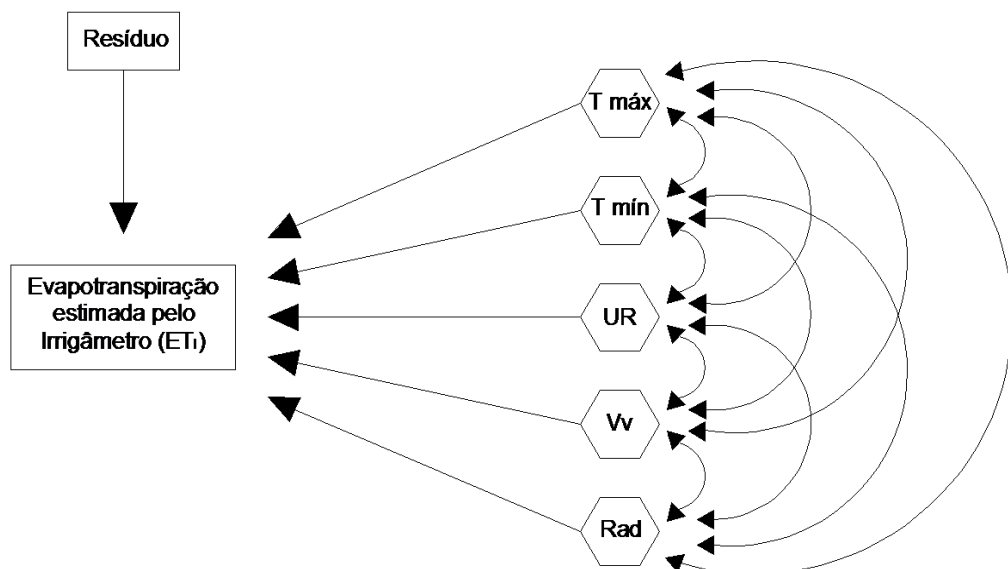 Resíduo
T máx
T mín
Evapotranspiração
estimada pelo
Irrigâmetro (ETI)
UR
Vv
Rad